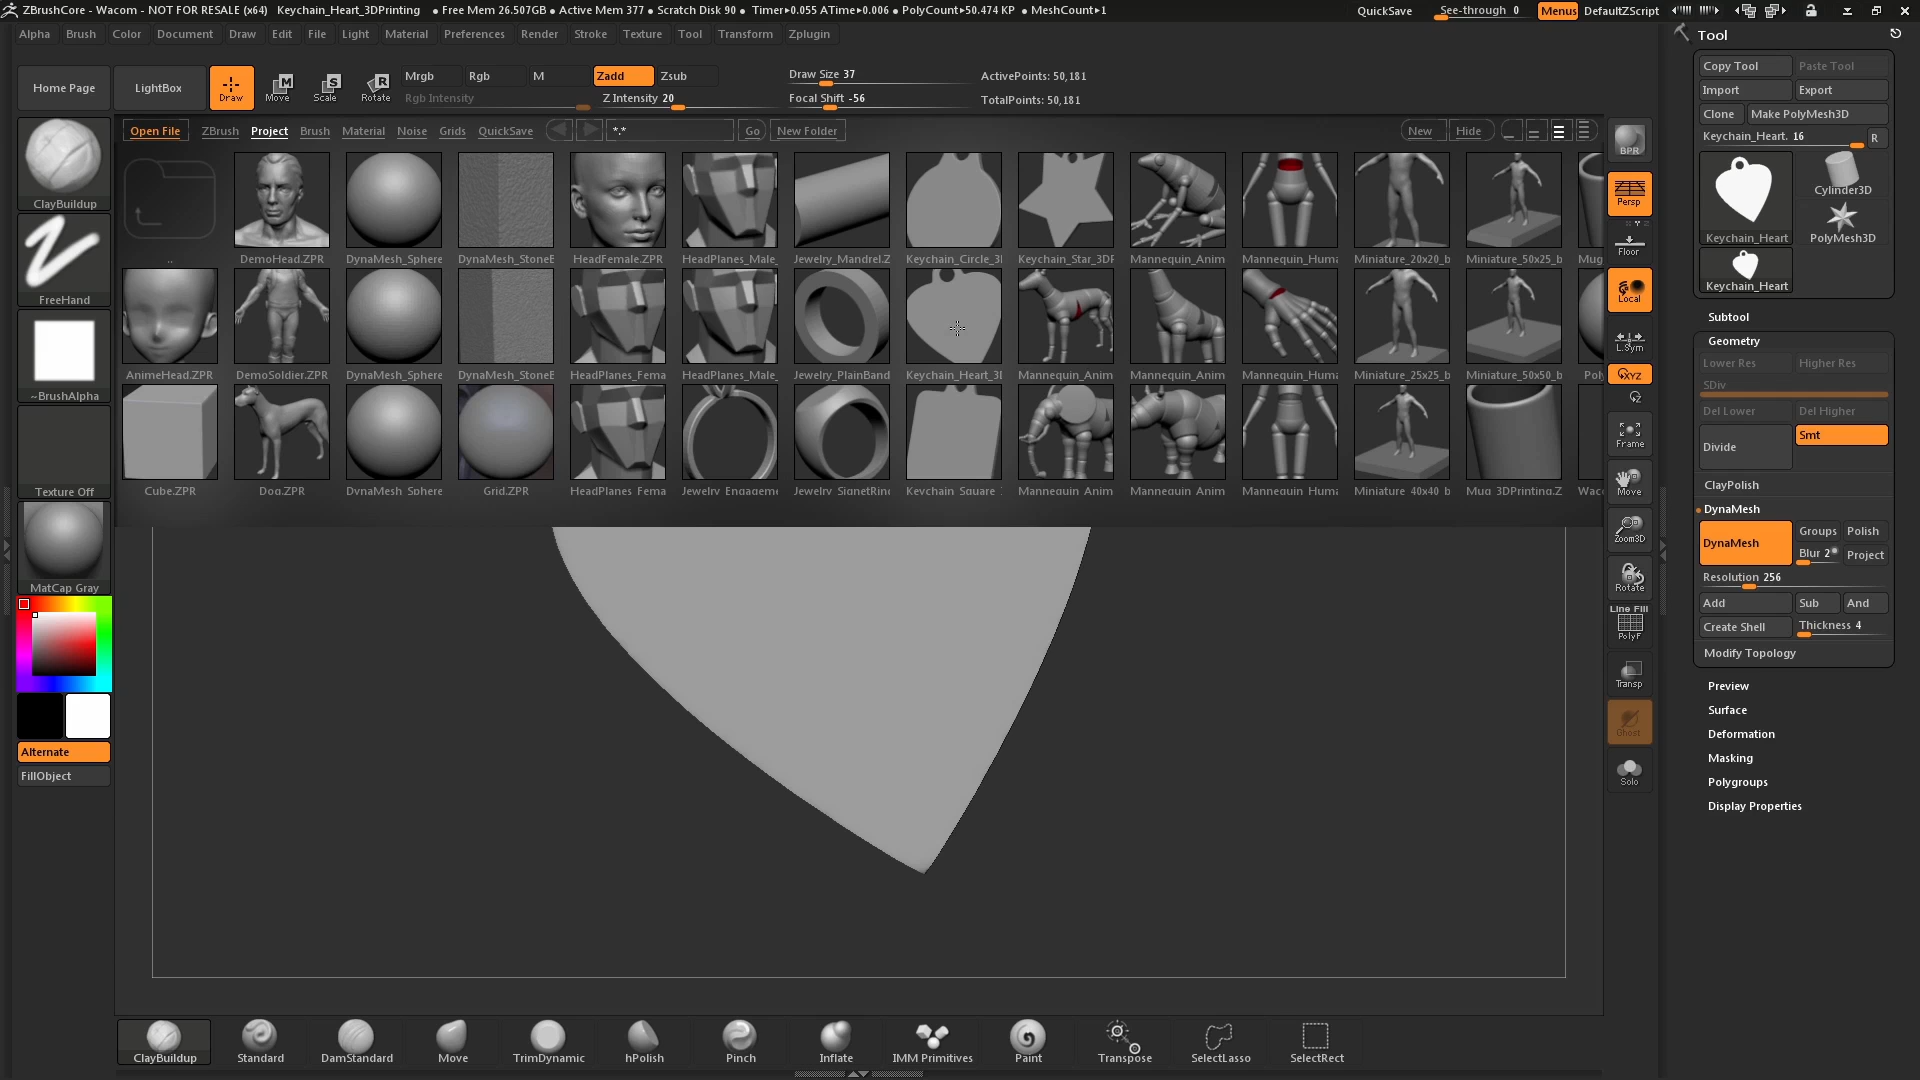 ZBrushCore - Wacom - NOT FOR RESALE (x64) Keychain_Heart_3DPrinting • Free Mem 26.507GB • Active Mem 377 • Scratch Disk 90 • Timer▸0.055 ATime▸0.006 • PolyCount▸50.474 KP • MeshCount▸1 QuickSave See-through 0 Menus DefaultZScript
Alpha Brush Color Document Draw Edit File Light Material Preferences Render Stroke Texture Tool Transform Zplugin
Tool
Copy Tool Paste Tool
Import Export
Clone Make PolyMesh3D
Keychain_Heart. 16 R
Cylinder3D
Keychain_Heart PolyMesh3D
Keychain_Heart
Home Page LightBox Draw Move Scale Rotate
Mrgb Rgb M Zadd Zsub
Rgb Intensity Z Intensity 20
Draw Size 37 ActivePoints: 50,181
Focal Shift -56 TotalPoints: 50,181
Open File ZBrush Project Brush Material Noise Grids QuickSave *.* Go New Folder New Hide
.. DemoHead.ZPR DynaMesh_Sphere DynaMesh_StoneE HeadFemale.ZPR HeadPlanes_Male_ Jewelry_Mandrel.Z Keychain_Circle_3I Keychain_Star_3DF Mannequin_Anim Mannequin_Huma Miniature_20x20_b Miniature_50x25_b Mug
AnimeHead.ZPR DemoSoldier.ZPR DynaMesh_Sphere DynaMesh_StoneE HeadPlanes_Fema HeadPlanes_Male_ Jewelry_PlainBand Keychain_Heart_3I Mannequin_Anim Mannequin_Anim Mannequin_Huma Miniature_25x25_b Miniature_50x50_b Poly
Cube.ZPR Dog.ZPR DynaMesh_Sphere Grid.ZPR HeadPlanes_Fema Jewelry_Engageme Jewelry_SignetRing Keychain_Square_ Mannequin_Anim Mannequin_Anim Mannequin_Huma Miniature_40x40_b Mug_3DPrinting.Z Waco
ClayBuildup
FreeHand
~BrushAlpha
Texture Off
MatCap Gray
Alternate
FillObject
BPR
Persp
Floor
Local
L.Sym
XYZ
Frame
Move
Zoom3D
Rotate
Line Fill
PolyF
Transp
Ghost
Solo
Subtool
Geometry
Lower Res Higher Res
SDiv
Del Lower Del Higher
Divide Smt
ClayPolish
DynaMesh
DynaMesh Groups Polish
Blur 2 Project
Resolution 256
Add Sub And
Create Shell Thickness 4
Modify Topology
Preview
Surface
Deformation
Masking
Polygroups
Display Properties
ClayBuildup Standard DamStandard Move TrimDynamic hPolish Pinch Inflate IMM Primitives Paint Transpose SelectLasso SelectRect